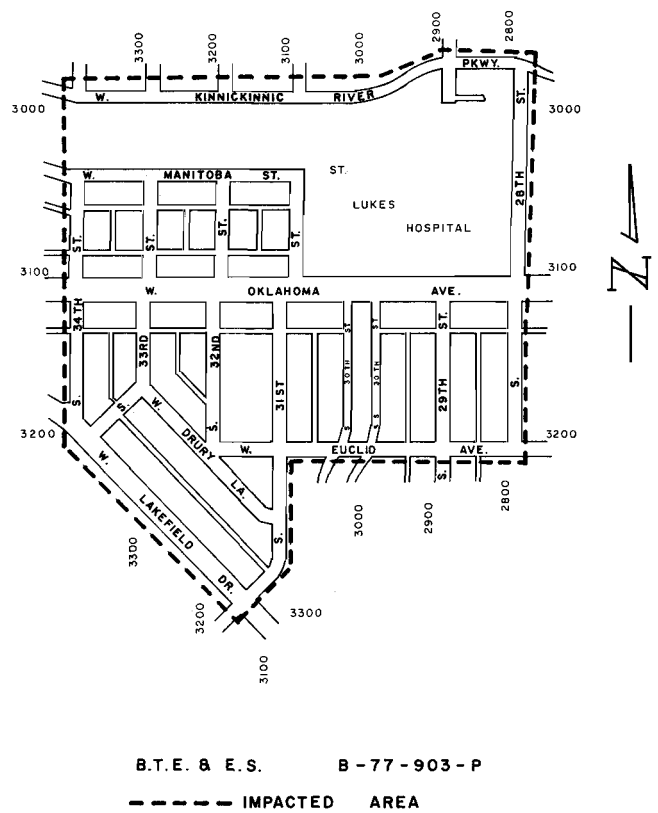 3300
3200
3100
3000
2900
2800
W. KINNICKINNIC RIVER PKWY.
3000
3000
W. MANITOBA ST.
ST.
LUKES
HOSPITAL
28TH ST.
ST.
ST.
ST.
ST.
3100
3100
W. OKLAHOMA AVE.
S. 34TH
S. 33RD
S. 32ND
S. 31ST
S. 30TH ST
S. 30TH ST
S. 29TH ST.
S.
3200
3200
W. DRURY LA.
W. EUCLID AVE.
W. LAKEFIELD DR.
3000
2900
2800
3300
3200
3300
3100
N
B.T.E. & E.S. B-77-903-P
IMPACTED AREA